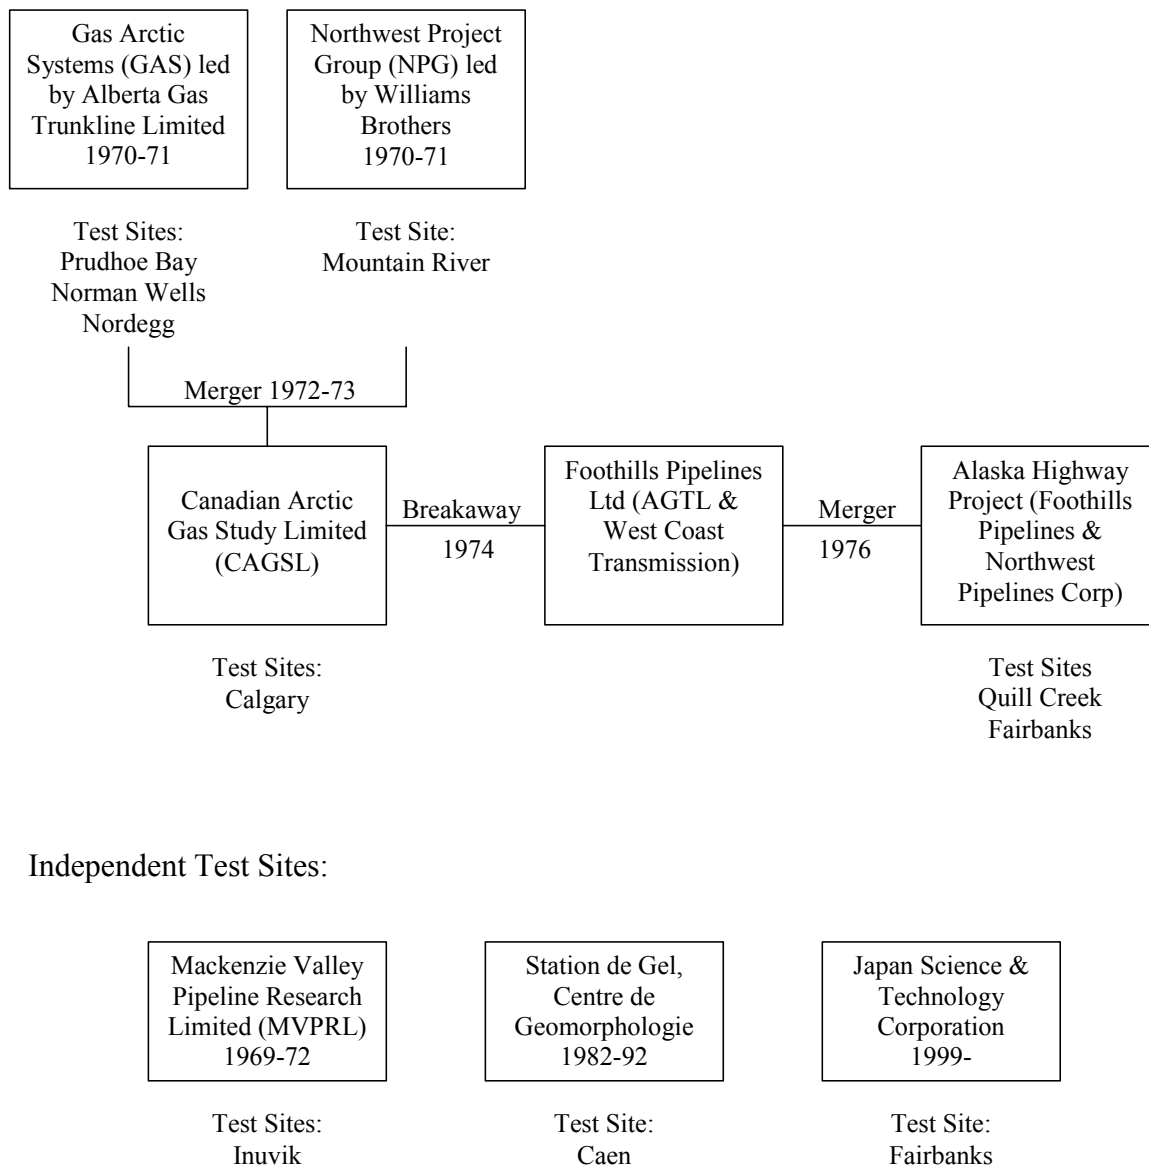 Gas Arctic
Systems (GAS) led
by Alberta Gas
Trunkline Limited
1970-71
Northwest Project
Group (NPG) led
by Williams
Brothers
1970-71
Test Sites:
Prudhoe Bay
Norman Wells
Nordegg
Test Site:
Mountain River
Merger 1972-73
Canadian Arctic
Gas Study Limited
(CAGSL)
Breakaway
1974
Foothills Pipelines
Ltd (AGTL &
West Coast
Transmission)
Merger
1976
Alaska Highway
Project (Foothills
Pipelines &
Northwest
Pipelines Corp)
Test Sites:
Calgary
Test Sites
Quill Creek
Fairbanks
Independent Test Sites:
Mackenzie Valley
Pipeline Research
Limited (MVPRL)
1969-72
Station de Gel,
Centre de
Geomorphologie
1982-92
Japan Science &
Technology
Corporation
1999-
Test Sites:
Inuvik
Test Site:
Caen
Test Site:
Fairbanks